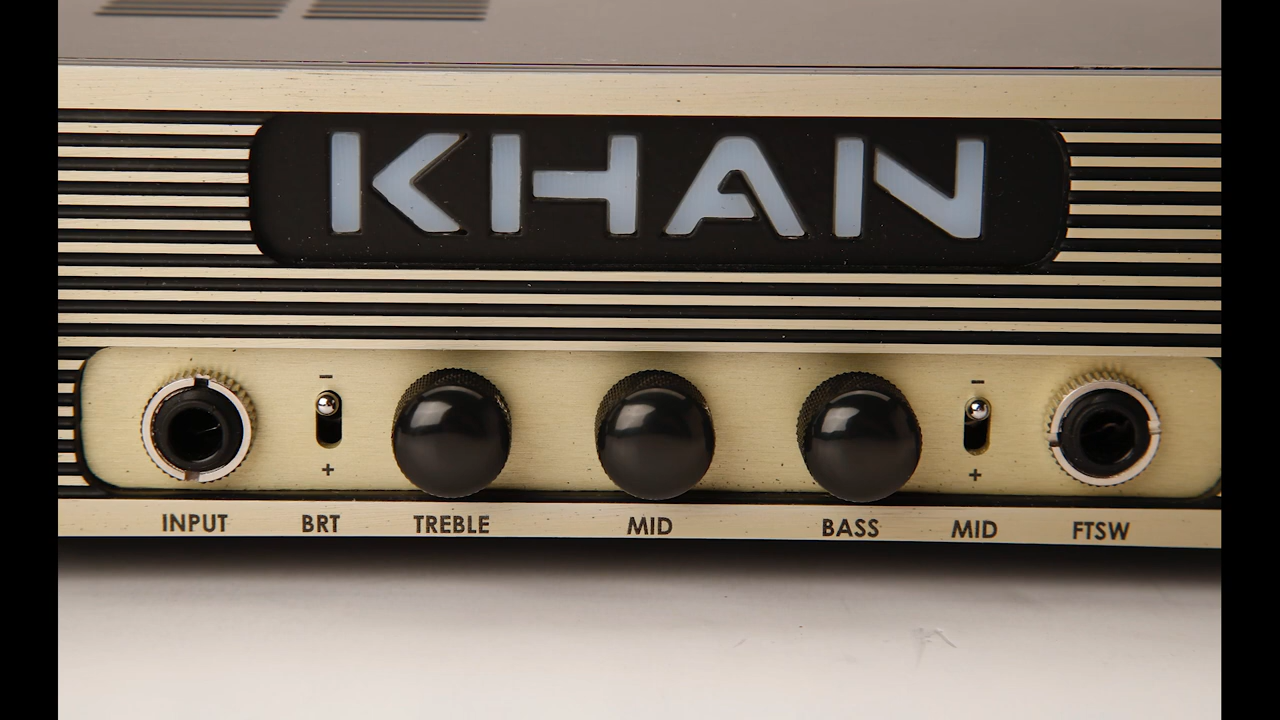 KHAN
- -
+ +
INPUT BRT TREBLE MID BASS MID FTSW